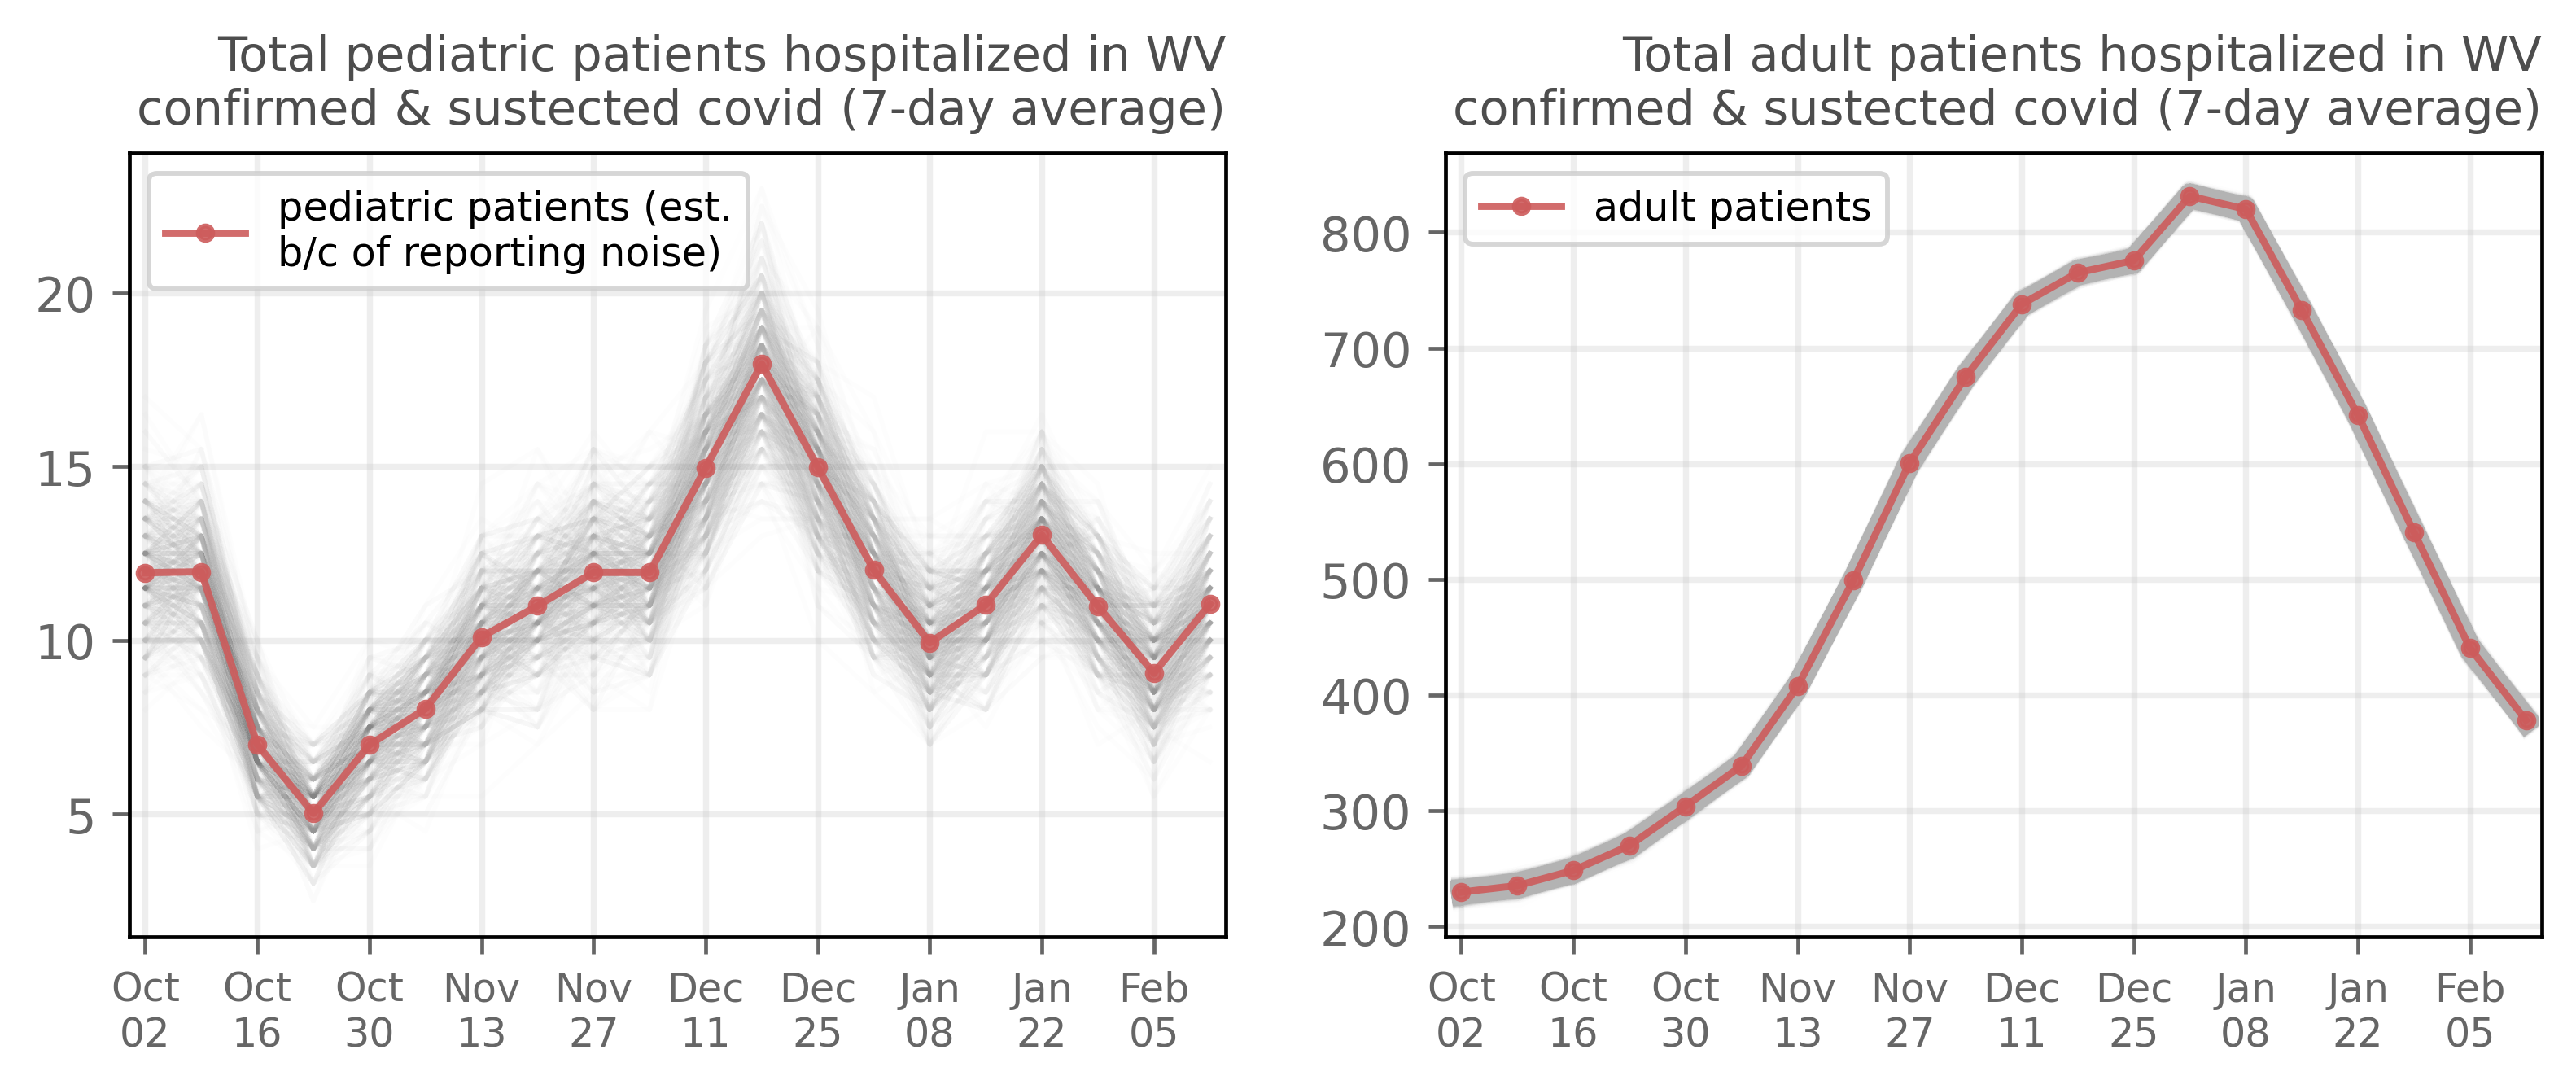 Total pediatric patients hospitalized in WV
confirmed & sustected covid (7-day average)
pediatric patients (est.
b/c of reporting noise)
20
15
10
5
Oct Oct Oct Nov Nov Dec Dec Jan Jan Feb
02 16 30 13 27 11 25 08 22 05
Total adult patients hospitalized in WV
confirmed & sustected covid (7-day average)
adult patients
800
700
600
500
400
300
200
Oct Oct Oct Nov Nov Dec Dec Jan Jan Feb
02 16 30 13 27 11 25 08 22 05